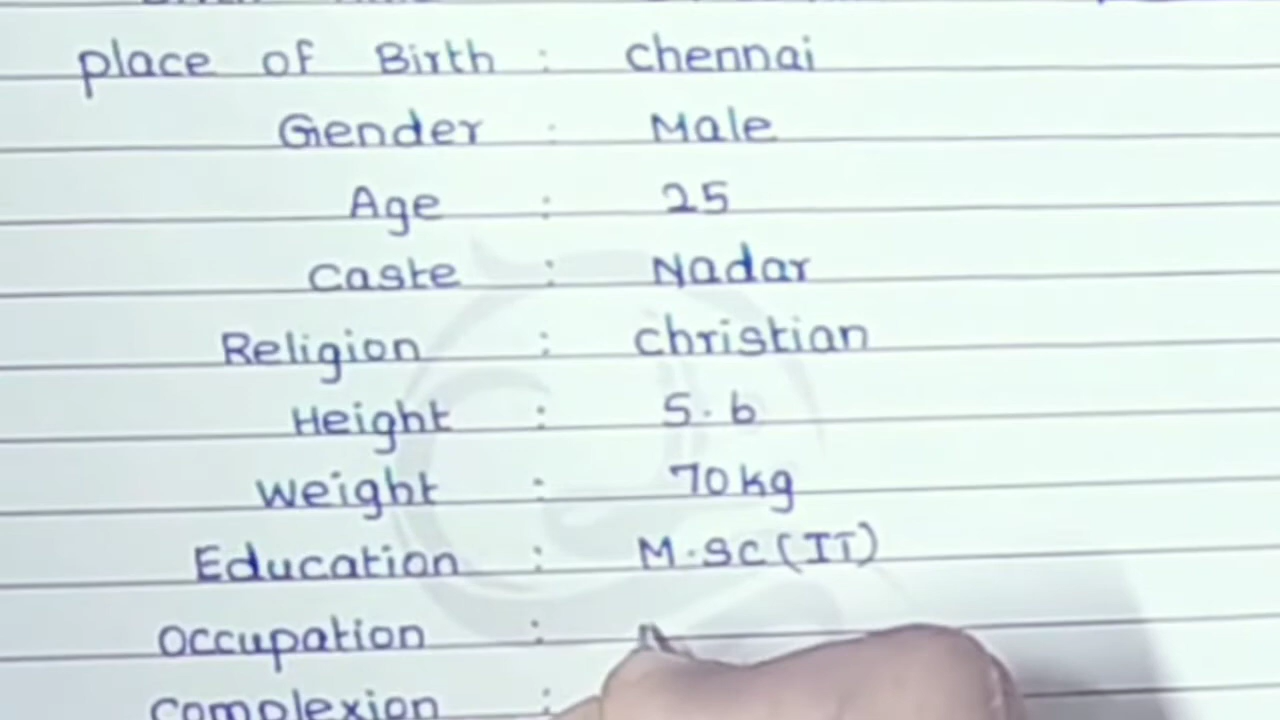 place of Birth : chennai
Gender : Male
Age : 25
Caste : Nadar
Religion : christian
Height : 5.6
Weight : 70kg
Education : M.SC (IT)
Occupation :
Complexion :